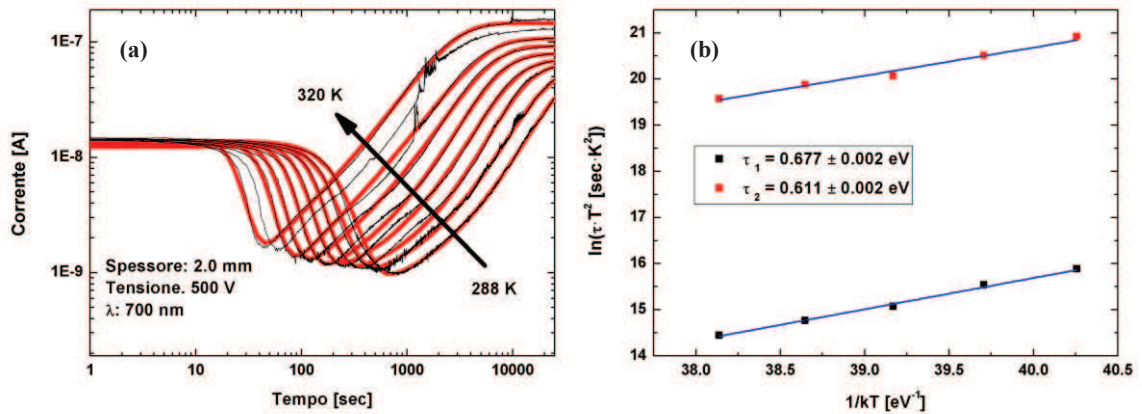 (a)
1E-7
1E-8
1E-9
Corrente [A]
320 K
288 K
Spessore: 2.0 mm
Tensione. 500 V
λ: 700 nm
1 10 100 1000 10000
Tempo [sec]
(b)
21
20
19
18
17
16
15
14
ln(τ·T²) [sec·K²]
τ₁ = 0.677 ± 0.002 eV
τ₂ = 0.611 ± 0.002 eV
38.0 38.5 39.0 39.5 40.0 40.5
1/kT [eV⁻¹]